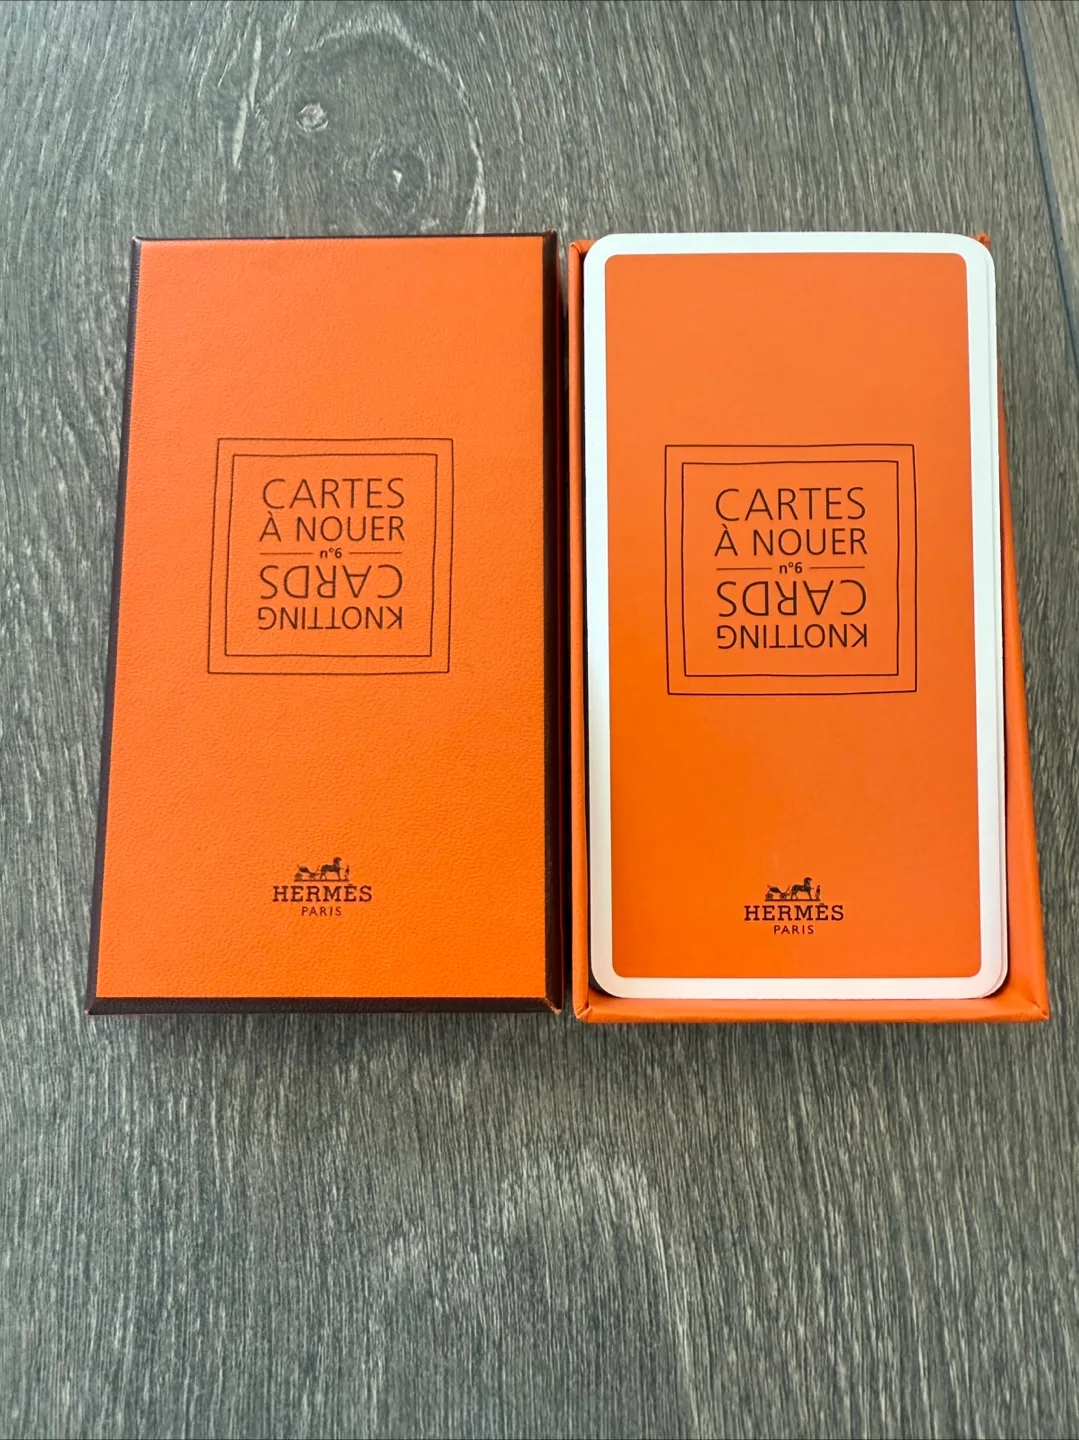 CARTES
À NOUER
n°6
KNOTTING
CARDS
HERMÈS
PARIS
CARTES
À NOUER
n°6
KNOTTING
CARDS
HERMÈS
PARIS